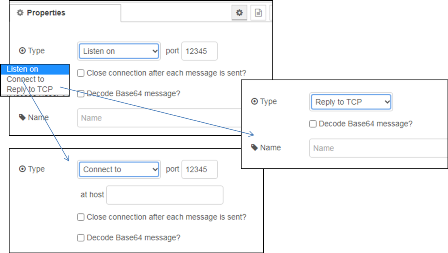 Properties
Type Listen on port 12345
Listen on
Connect to
Reply to TCP
Close connection after each message is sent?
Decode Base64 message?
Name Name
Type Reply to TCP
Decode Base64 message?
Name Name
Type Connect to port 12345
at host
Close connection after each message is sent?
Decode Base64 message?